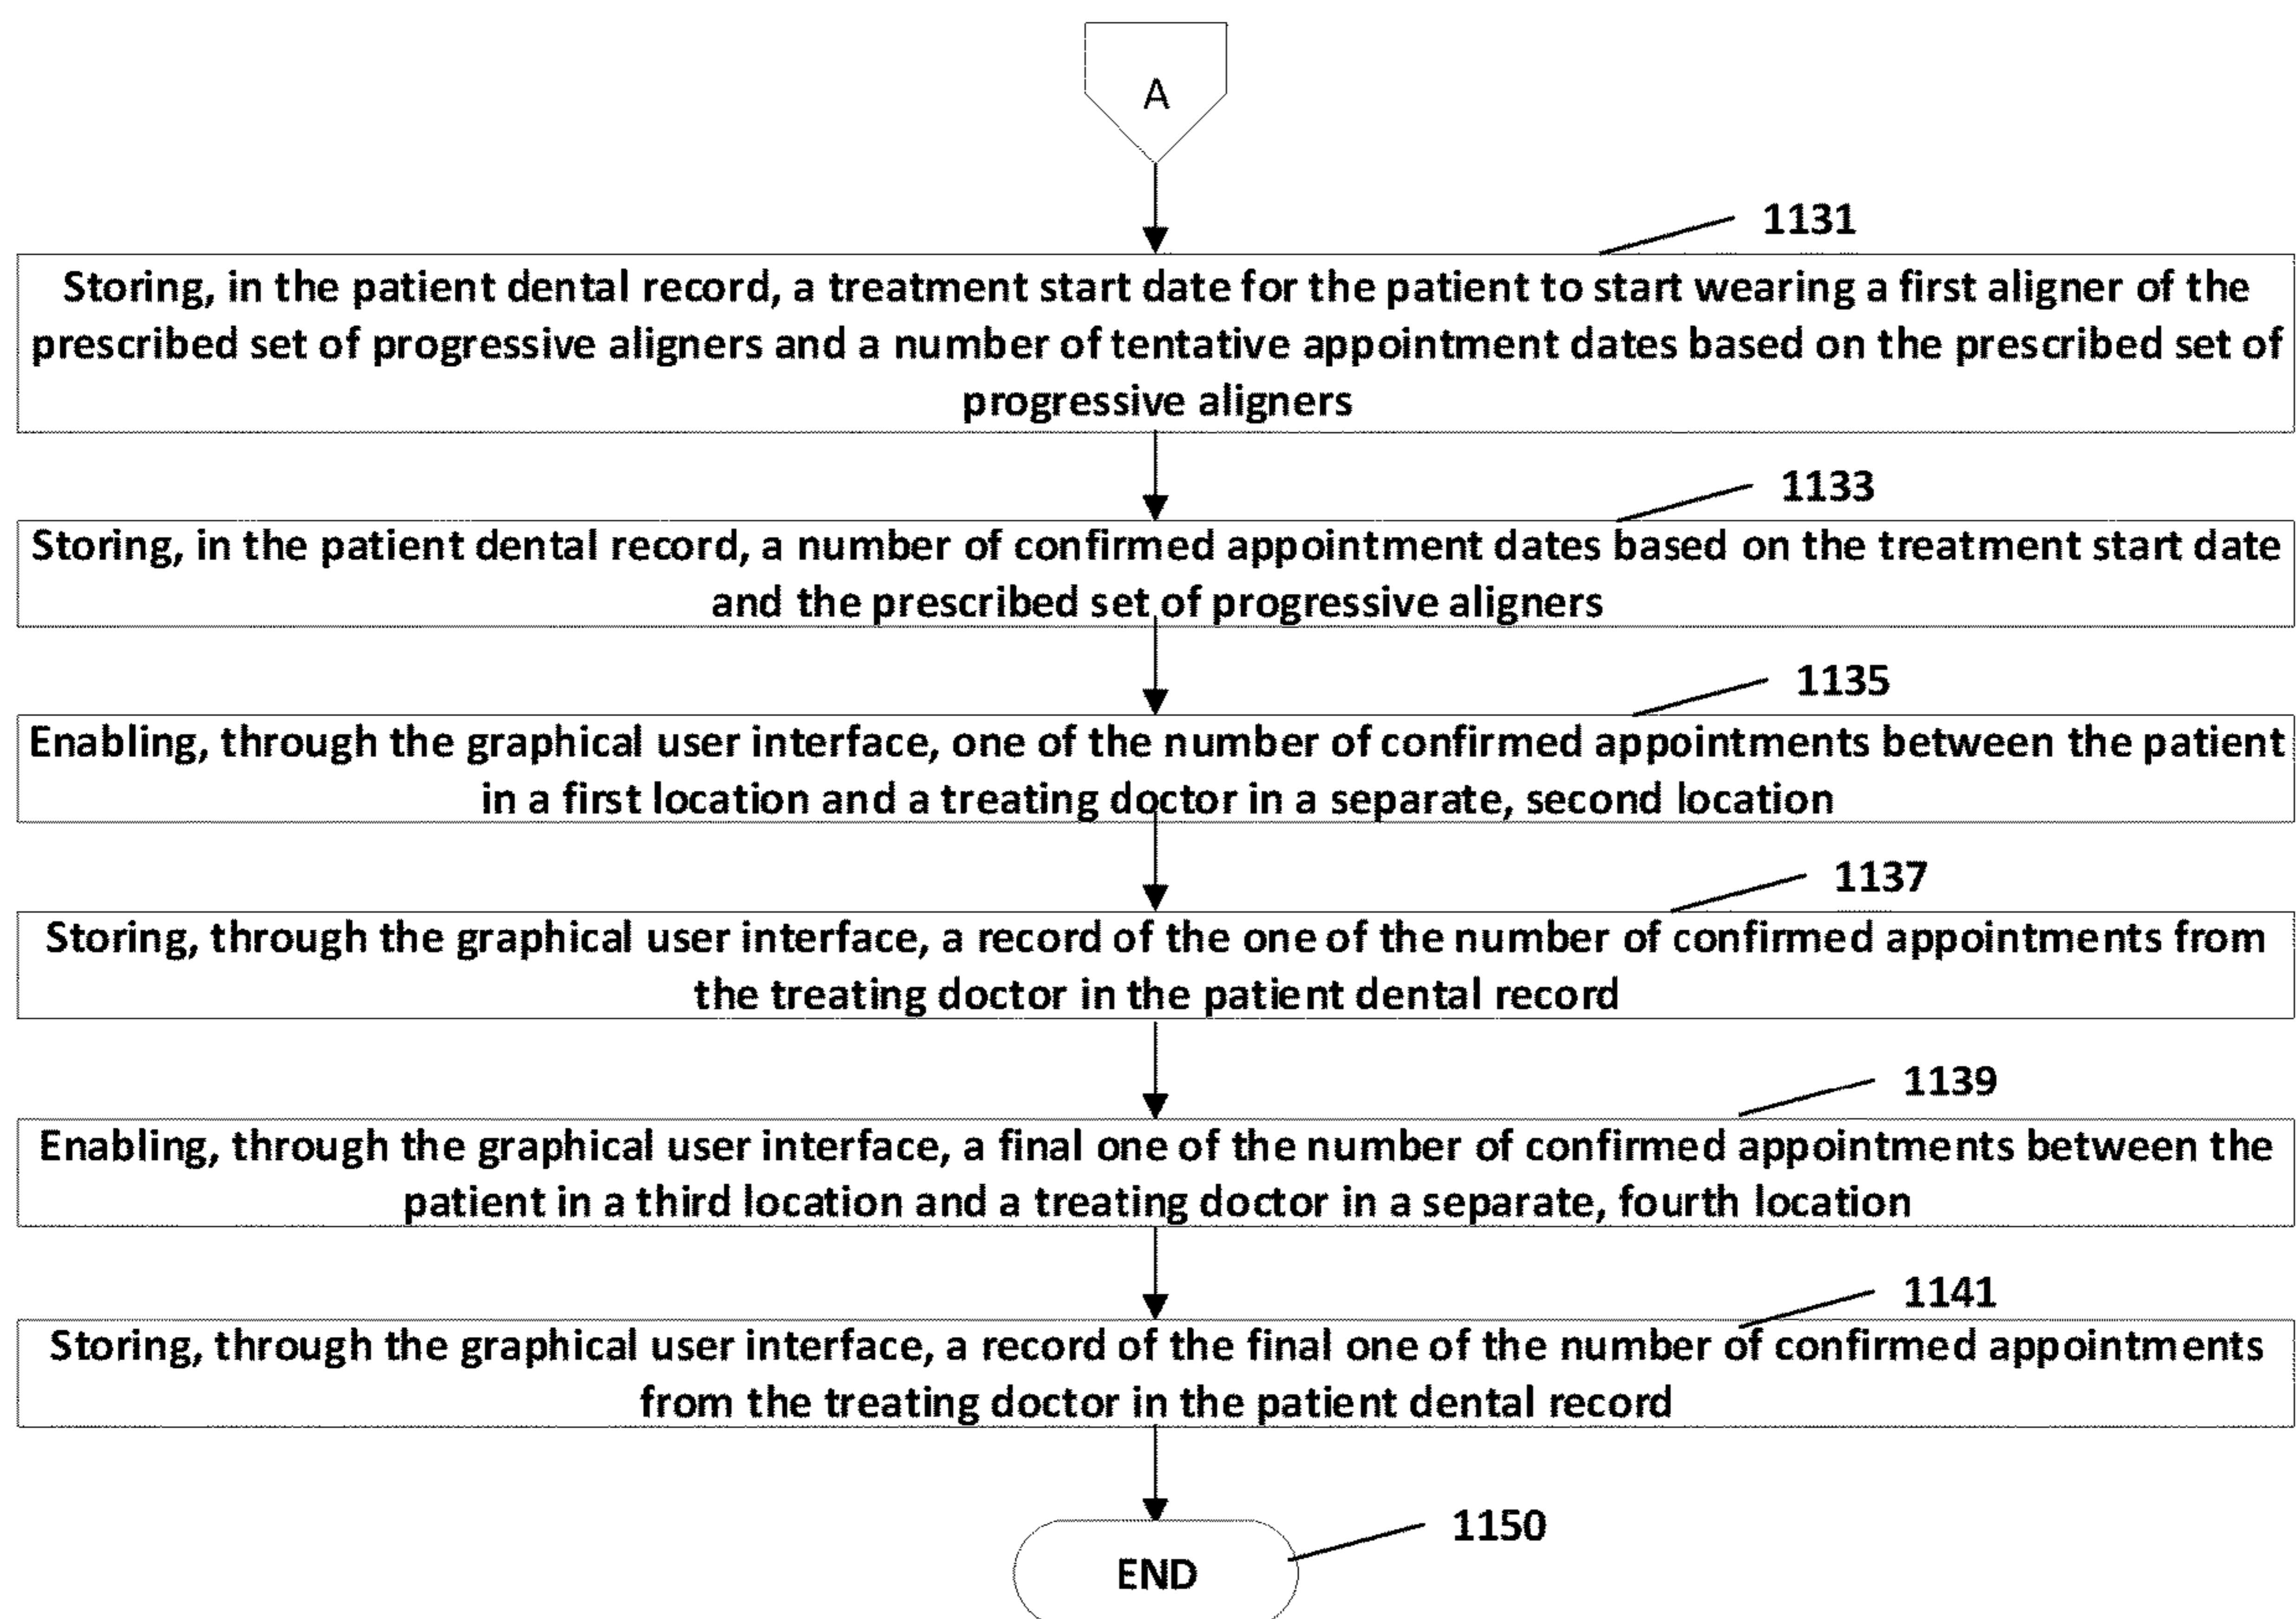 A
1131
Storing, in the patient dental record, a treatment start date for the patient to start wearing a first aligner of the
prescribed set of progressive aligners and a number of tentative appointment dates based on the prescribed set of
progressive aligners
1133
Storing, in the patient dental record, a number of confirmed appointment dates based on the treatment start date
and the prescribed set of progressive aligners
1135
Enabling, through the graphical user interface, one of the number of confirmed appointments between the patient
in a first location and a treating doctor in a separate, second location
1137
Storing, through the graphical user interface, a record of the one of the number of confirmed appointments from
the treating doctor in the patient dental record
1139
Enabling, through the graphical user interface, a final one of the number of confirmed appointments between the
patient in a third location and a treating doctor in a separate, fourth location
1141
Storing, through the graphical user interface, a record of the final one of the number of confirmed appointments
from the treating doctor in the patient dental record
1150
END